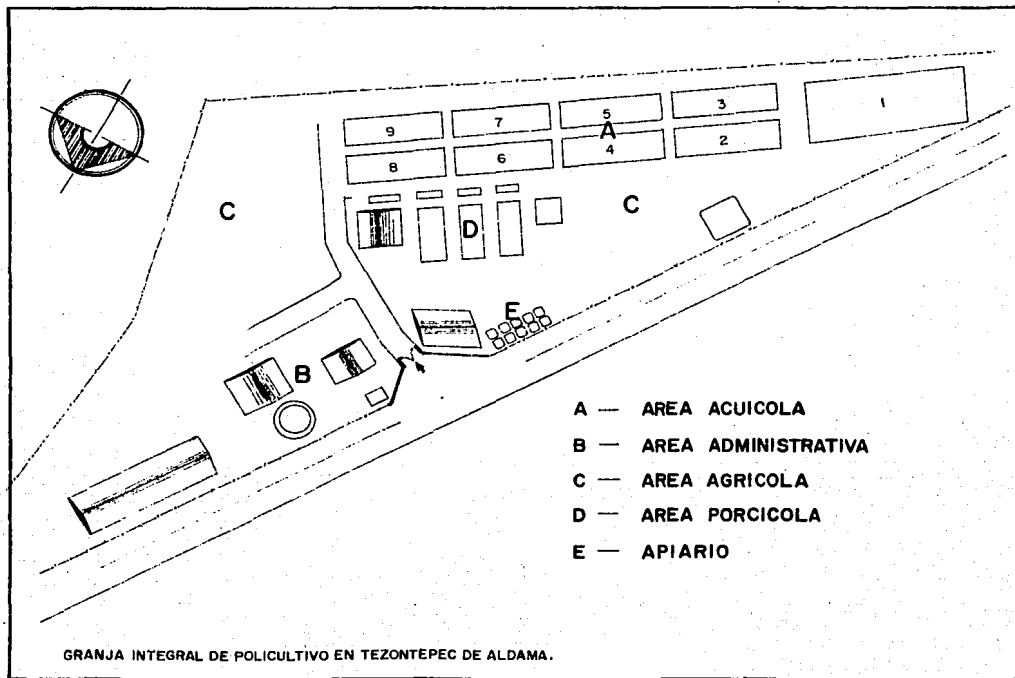 9 7 5 3 1
A
8 6 4 2
C
C
D
E
B
A — AREA ACUICOLA
B — AREA ADMINISTRATIVA
C — AREA AGRICOLA
D — AREA PORCICOLA
E — APIARIO
GRANJA INTEGRAL DE POLICULTIVO EN TEZONTEPEC DE ALDAMA.